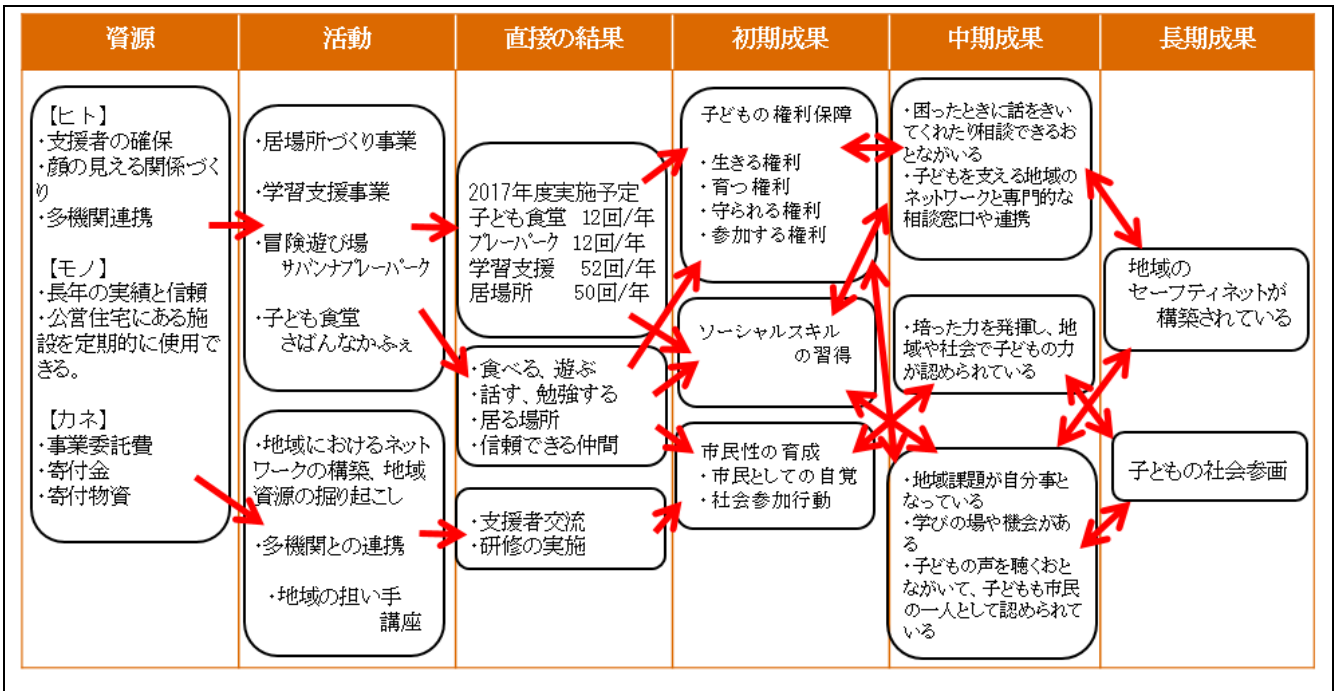 資源
活動
直接の結果
初期成果
中期成果
長期成果
【ヒト】
・支援者の確保
・顔の見える関係づく
り
・多機関連携
【モノ】
・長年の実績と信頼
・公営住宅にある施
設を定期的に使用で
きる。
【カネ】
・事業委託費
・寄付金
・寄付物資
・居場所づくり事業
・学習支援事業
・冒険遊び場
サバンナプレーパーク
・子ども食堂
さばんなかふぇ
・地域におけるネット
ワークの構築、地域
資源の掘り起こし
・多機関との連携
・地域の担い手
講座
2017年度実施予定
子ども食堂 12回/年
プレーパーク 12回/年
学習支援 52回/年
居場所 50回/年
・食べる、遊ぶ
・話す、勉強する
・居る場所
・信頼できる仲間
・支援者交流
・研修の実施
子どもの権利保障
・生きる権利
・育つ権利
・守られる権利
・参加する権利
ソーシャルスキル
の習得
市民性の育成
・市民としての自覚
・社会参加行動
・困ったときに話をきい
てくれたり相談できるお
とながいる
・子どもを支える地域の
ネットワークと専門的な
相談窓口や連携
・培った力を発揮し、地
域や社会で子どもの力
が認められている
・地域課題が自分事と
なっている
・学びの場や機会があ
る
・子どもの声を聴くおと
ながいて、子どもも市民
の一人として認められて
いる
地域の
セーフティネットが
構築されている
子どもの社会参画